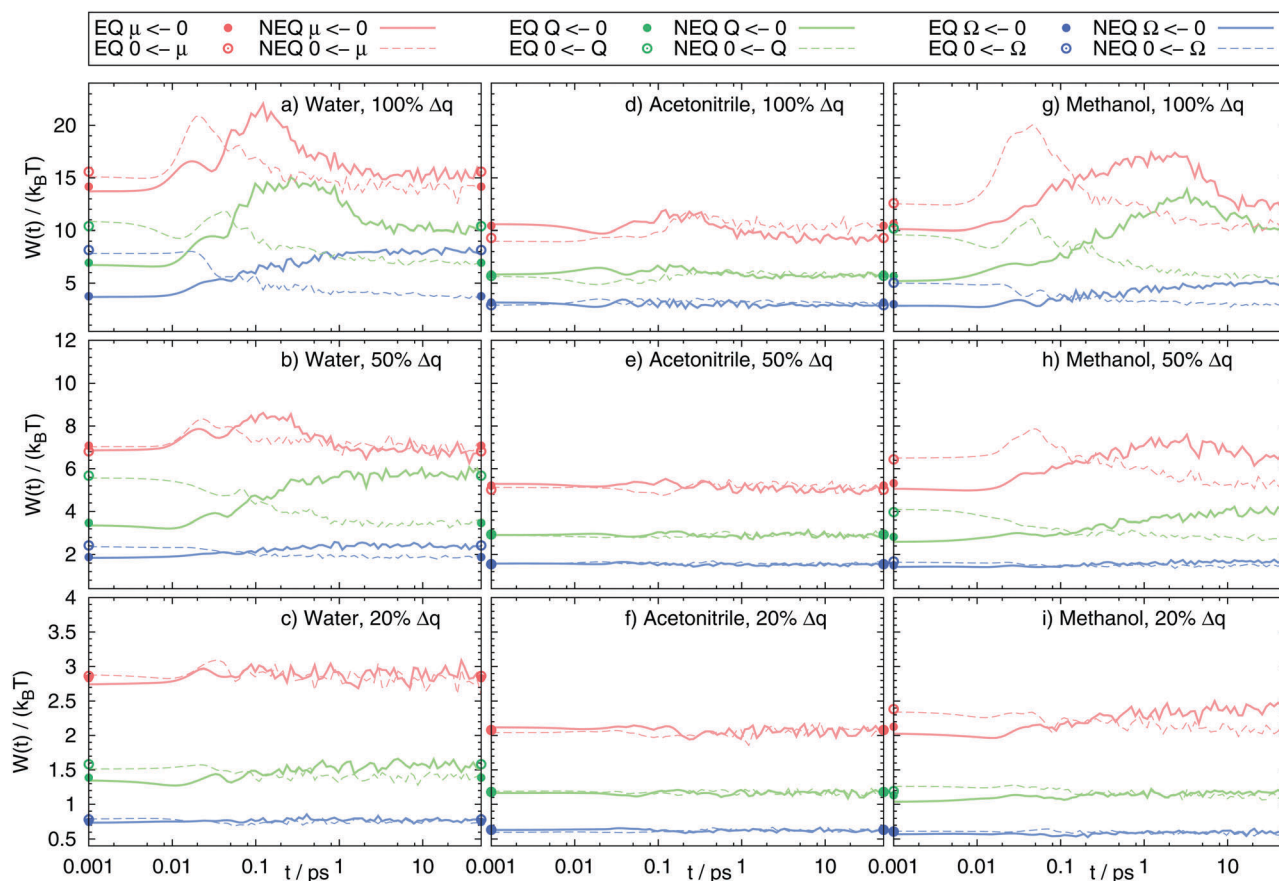 EQ μ <- 0 NEQ μ <- 0 EQ Q <- 0 NEQ Q <- 0 EQ Ω <- 0 NEQ Ω <- 0
EQ 0 <- μ NEQ 0 <- μ EQ 0 <- Q NEQ 0 <- Q EQ 0 <- Ω NEQ 0 <- Ω
a) Water, 100% Δq d) Acetonitrile, 100% Δq g) Methanol, 100% Δq
W(t) / (kBT)
20
15
10
5
b) Water, 50% Δq e) Acetonitrile, 50% Δq h) Methanol, 50% Δq
W(t) / (kBT)
12
10
8
6
4
2
c) Water, 20% Δq f) Acetonitrile, 20% Δq i) Methanol, 20% Δq
W(t) / (kBT)
4
3.5
3
2.5
2
1.5
1
0.5
0.001 0.01 0.1 1 10 0.001 0.01 0.1 1 10 0.001 0.01 0.1 1 10
t / ps t / ps t / ps